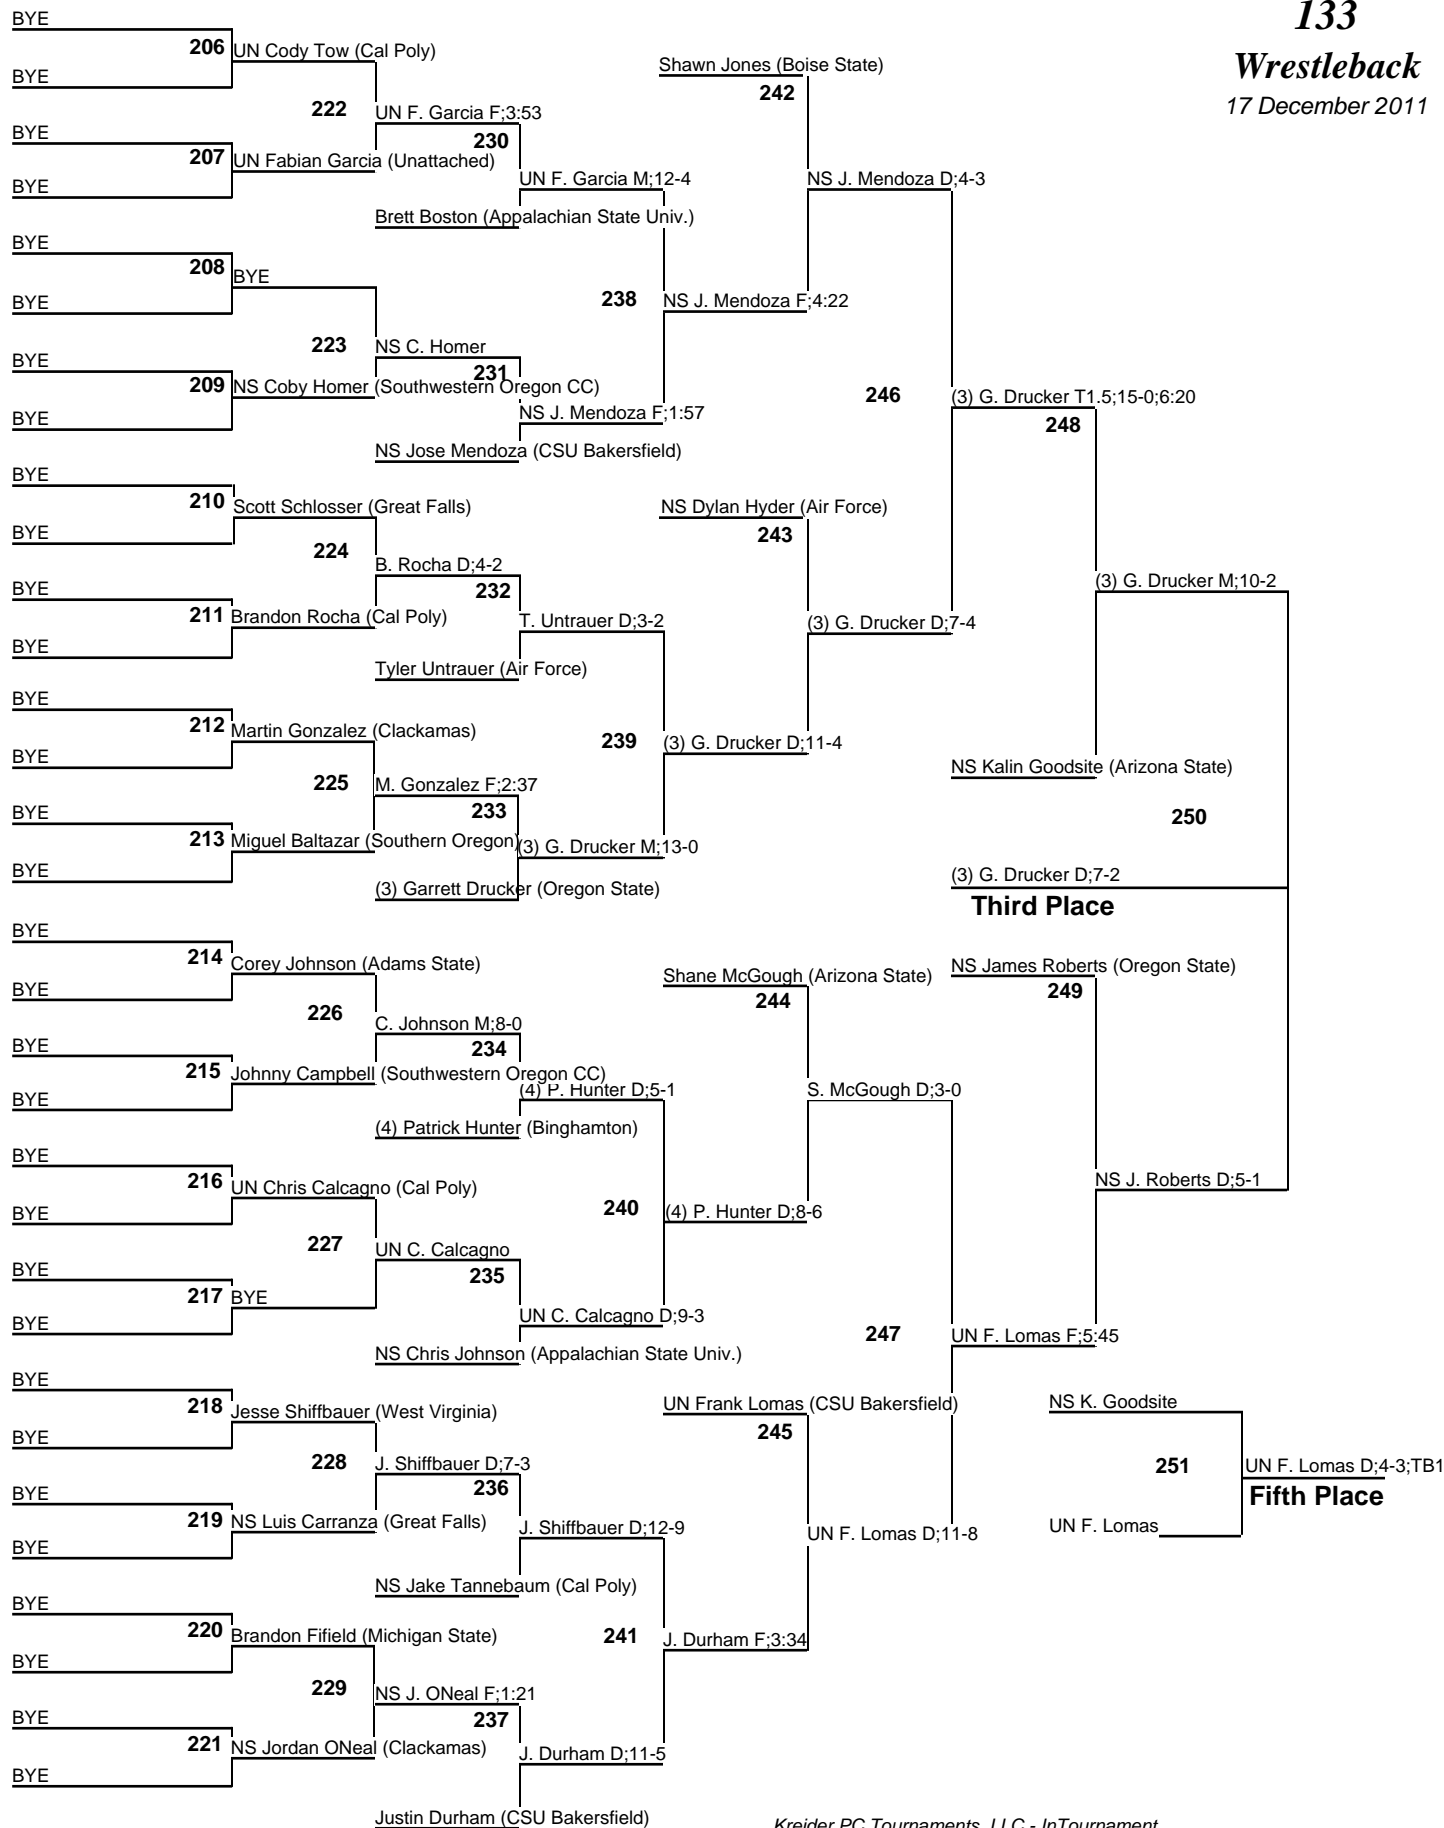 133
BYE
206 UN Cody Tow (Cal Poly)
Shawn Jones (Boise State)
Wrestleback
BYE
242
17 December 2011
222 UN F. Garcia F;3:53
BYE
230
207 UN Fabian Garcia (Unattached)
BYE
UN F. Garcia M;12-4
NS J. Mendoza D;4-3
Brett Boston (Appalachian State Univ.)
BYE
208 BYE
BYE
238 NS J. Mendoza F;4:22
223 NS C. Homer
BYE
231
209 NS Coby Homer (Southwestern Oregon CC)
246 (3) G. Drucker T1.5;15-0;6:20
BYE
NS J. Mendoza F;1:57
248
NS Jose Mendoza (CSU Bakersfield)
BYE
210 Scott Schlosser (Great Falls)
NS Dylan Hyder (Air Force)
BYE
243
224
B. Rocha D;4-2
BYE
232
(3) G. Drucker M;10-2
211 Brandon Rocha (Cal Poly)
T. Untrauer D;3-2
(3) G. Drucker D;7-4
BYE
Tyler Untrauer (Air Force)
BYE
212 Martin Gonzalez (Clackamas)
239 (3) G. Drucker D;11-4
BYE
NS Kalin Goodsite (Arizona State)
225 M. Gonzalez F;2:37
BYE
233
250
213 Miguel Baltazar (Southern Oregon)
(3) G. Drucker M;13-0
BYE
(3) Garrett Drucker (Oregon State)
(3) G. Drucker D;7-2
Third Place
BYE
214 Corey Johnson (Adams State)
Shane McGough (Arizona State)
NS James Roberts (Oregon State)
BYE
244
249
226
C. Johnson M;8-0
BYE
234
215 Johnny Campbell (Southwestern Oregon CC)
(4) P. Hunter D;5-1
S. McGough D;3-0
BYE
(4) Patrick Hunter (Binghamton)
BYE
216 UN Chris Calcagno (Cal Poly)
NS J. Roberts D;5-1
BYE
240 (4) P. Hunter D;8-6
227 UN C. Calcagno
BYE
235
217 BYE
BYE
UN C. Calcagno D;9-3
247 UN F. Lomas F;5:45
NS Chris Johnson (Appalachian State Univ.)
BYE
218 Jesse Shiffbauer (West Virginia)
UN Frank Lomas (CSU Bakersfield)
NS K. Goodsite
BYE
245
228 J. Shiffbauer D;7-3
251 UN F. Lomas D;4-3;TB1
BYE
236
Fifth Place
219 NS Luis Carranza (Great Falls)
J. Shiffbauer D;12-9
UN F. Lomas D;11-8
UN F. Lomas
BYE
NS Jake Tannebaum (Cal Poly)
BYE
220 Brandon Fifield (Michigan State)
241 J. Durham F;3:34
BYE
229 NS J. ONeal F;1:21
BYE
237
221 NS Jordan ONeal (Clackamas)
J. Durham D;11-5
BYE
Justin Durham (CSU Bakersfield)
Kreider PC Tournaments, LLC - InTournament